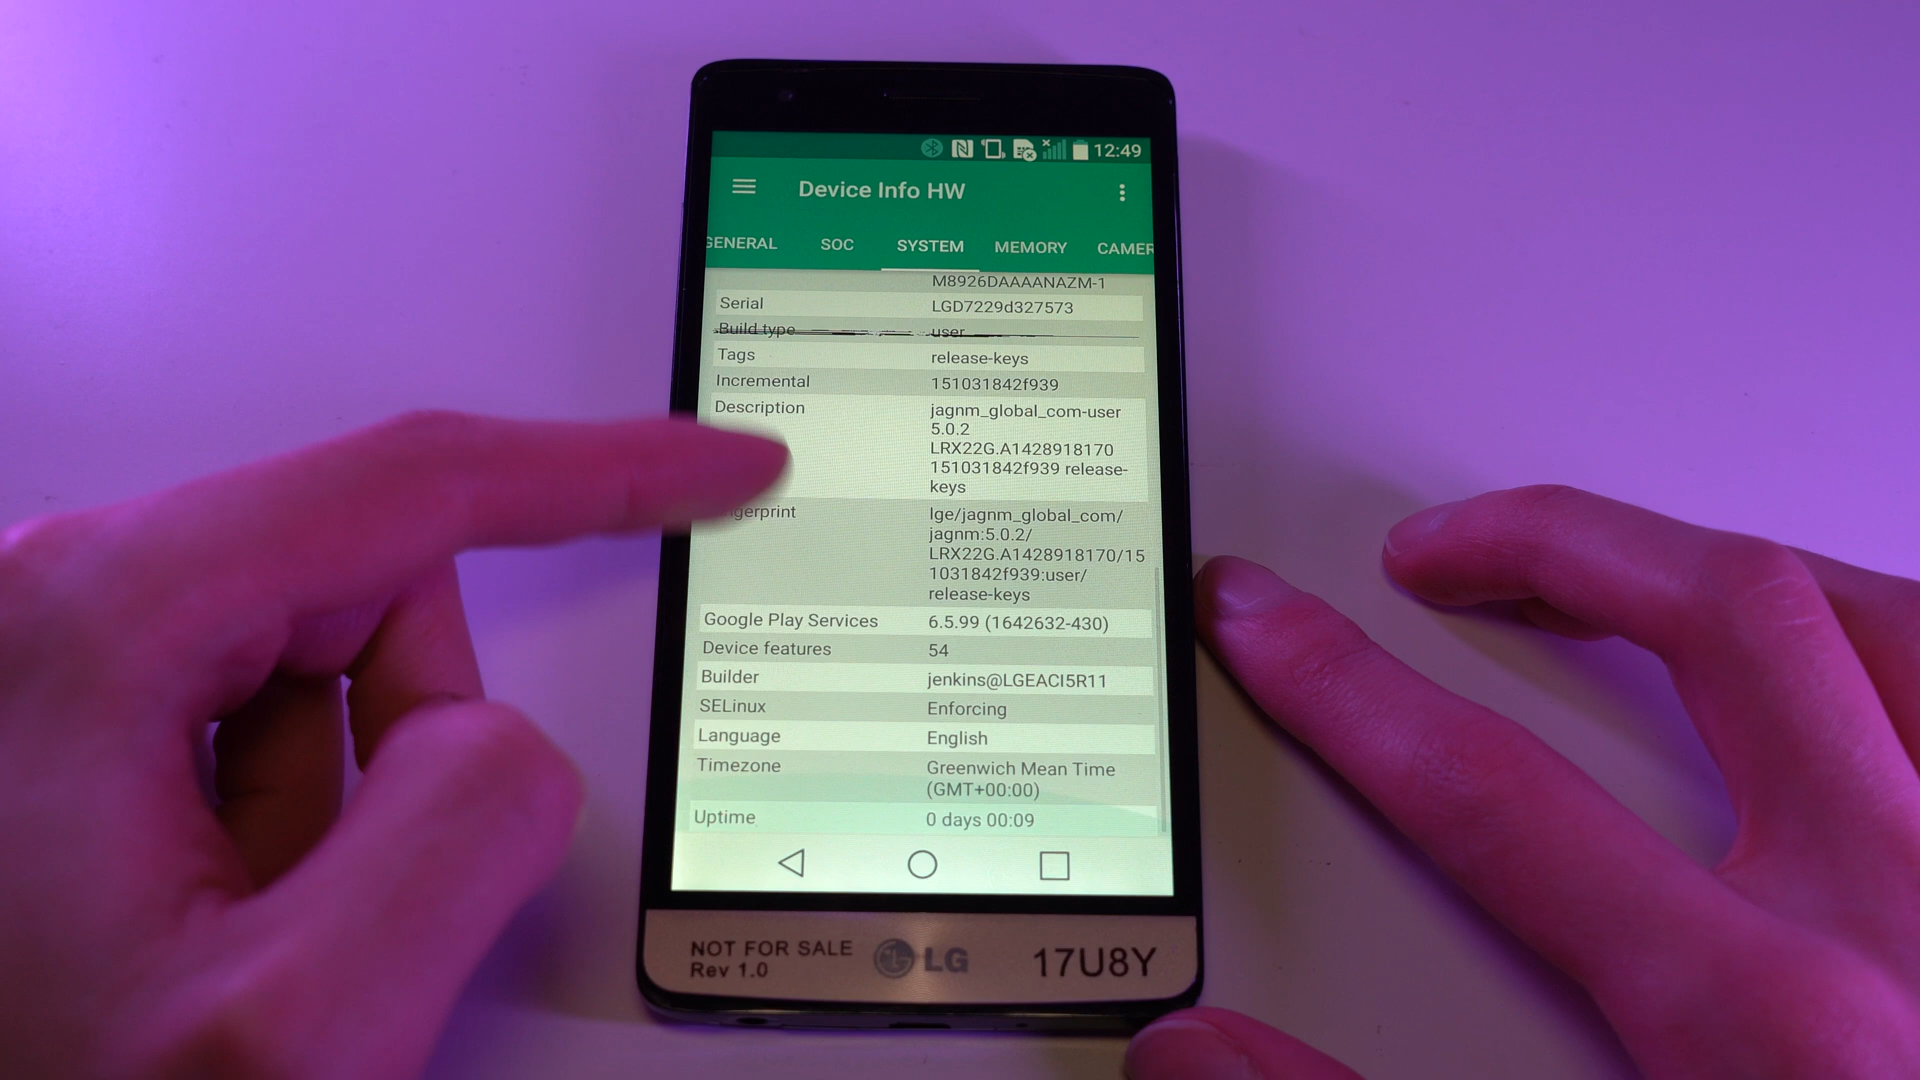 12:49
Device Info HW
GENERAL SOC SYSTEM MEMORY CAMER
M8926DAAAANAZM-1
Serial LGD7229d327573
Build type user
Tags release-keys
Incremental 151031842f939
Description jagnm_global_com-user
5.0.2
LRX22G.A1428918170
151031842f939 release-
keys
ngerprint lge/jagnm_global_com/
jagnm:5.0.2/
LRX22G.A1428918170/15
1031842f939:user/
release-keys
Google Play Services 6.5.99 (1642632-430)
Device features 54
Builder jenkins@LGEACI5R11
SELinux Enforcing
Language English
Timezone Greenwich Mean Time
(GMT+00:00)
Uptime 0 days 00:09
NOT FOR SALE
Rev 1.0
LG
17U8Y